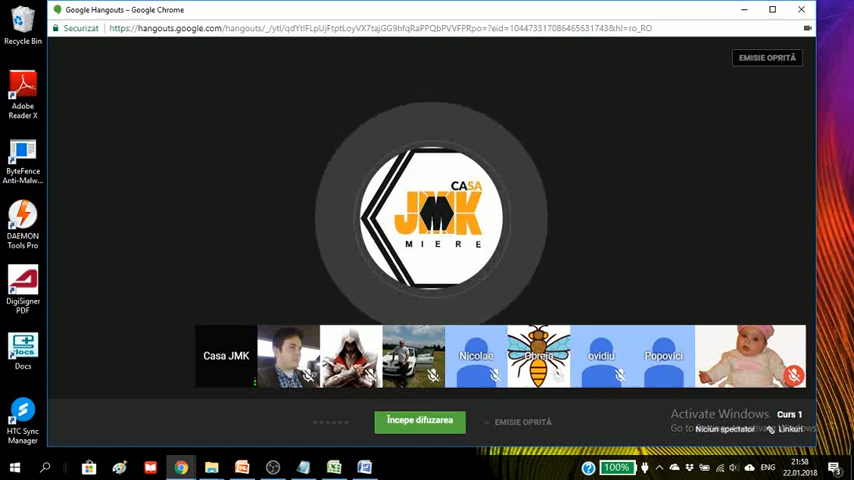 Google Hangouts – Google Chrome
Securizat
https://hangouts.google.com/hangouts/_/ytl/
=?eid=104473317086465631743&hl=ro_RO
Recycle Bin
EMISIE OPRITĂ
Adobe
Reader X
ByteFence
Anti-Malw...
CASA
JMK
MIERE
DAEMON
Tools Pro
DigiSigner
PDF
Casa JMK
Nicolae
Obreja
ovidiu
Popovici
Docs
Începe difuzarea
EMISIE OPRITĂ
Activate Windows
Curs 1
Niciun spectator
Linkuri
HTC Sync
Manager
100%
ENG
21:58
22.01.2018